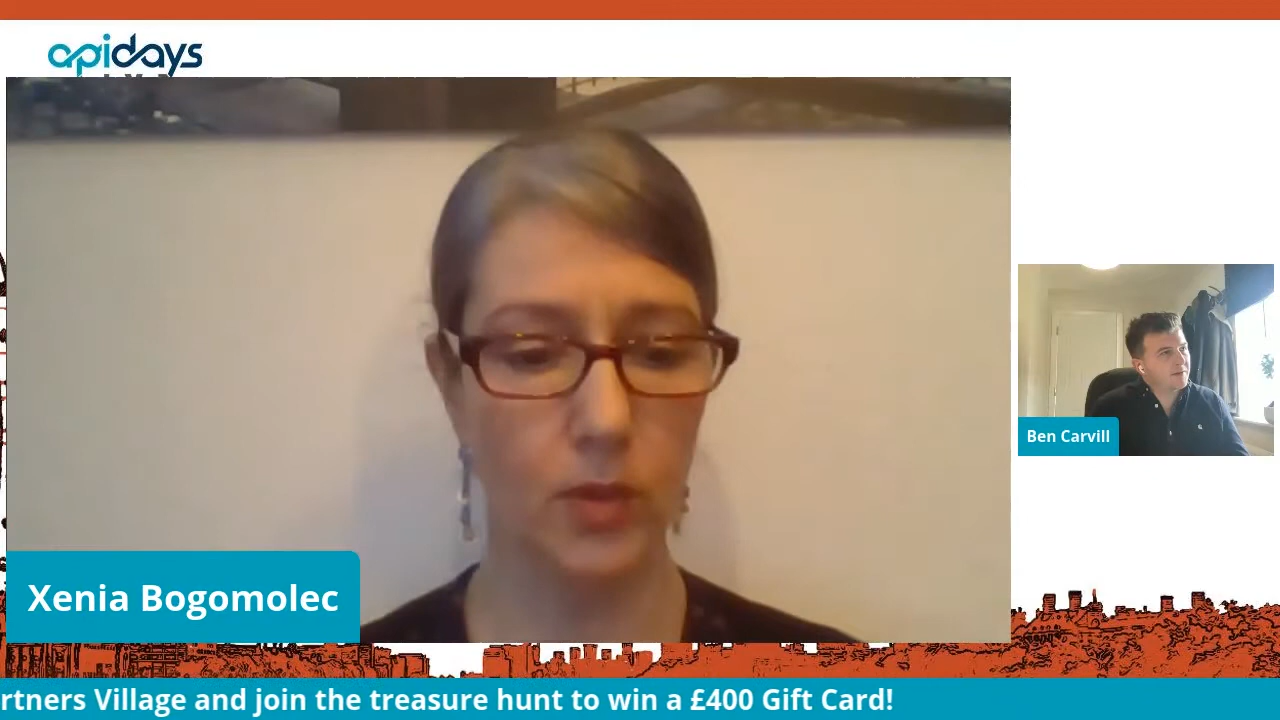 apidays
Ben Carvill
Xenia Bogomolec
rtners Village and join the treasure hunt to win a £400 Gift Card!